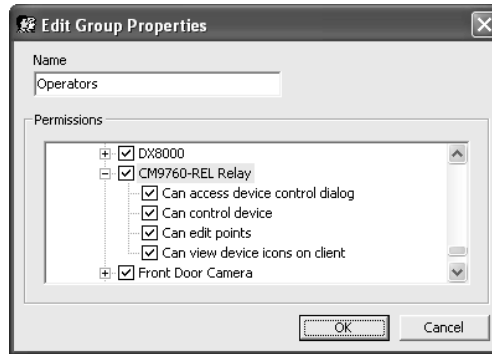 Edit Group Properties
Name
Operators
Permissions
DX8000
CM9760-REL Relay
Can access device control dialog
Can control device
Can edit points
Can view device icons on client
Front Door Camera
OK Cancel